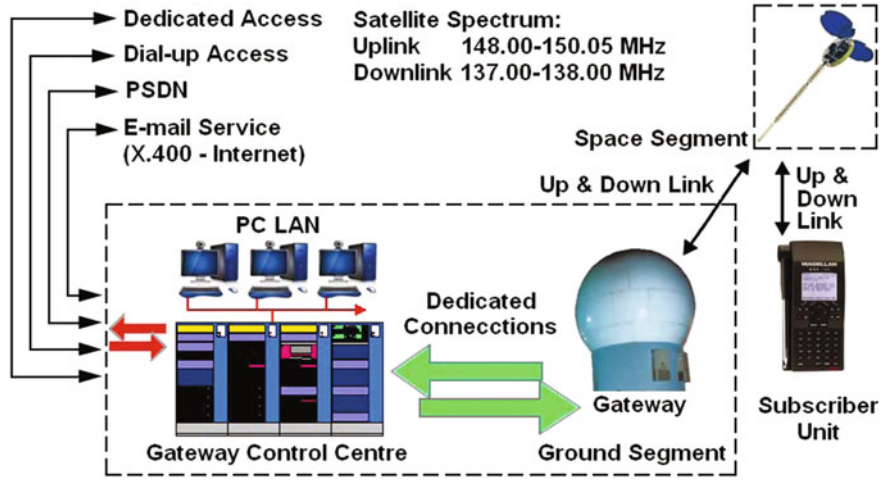 Dedicated Access
Dial-up Access
PSDN
E-mail Service
(X.400 - Internet)
Satellite Spectrum:
Uplink 148.00-150.05 MHz
Downlink 137.00-138.00 MHz
Space Segment
Up & Down Link
Up &
Down
Link
PC LAN
Dedicated
Connecctions
MAGELLAN
Gateway Control Centre
Gateway
Ground Segment
Subscriber
Unit